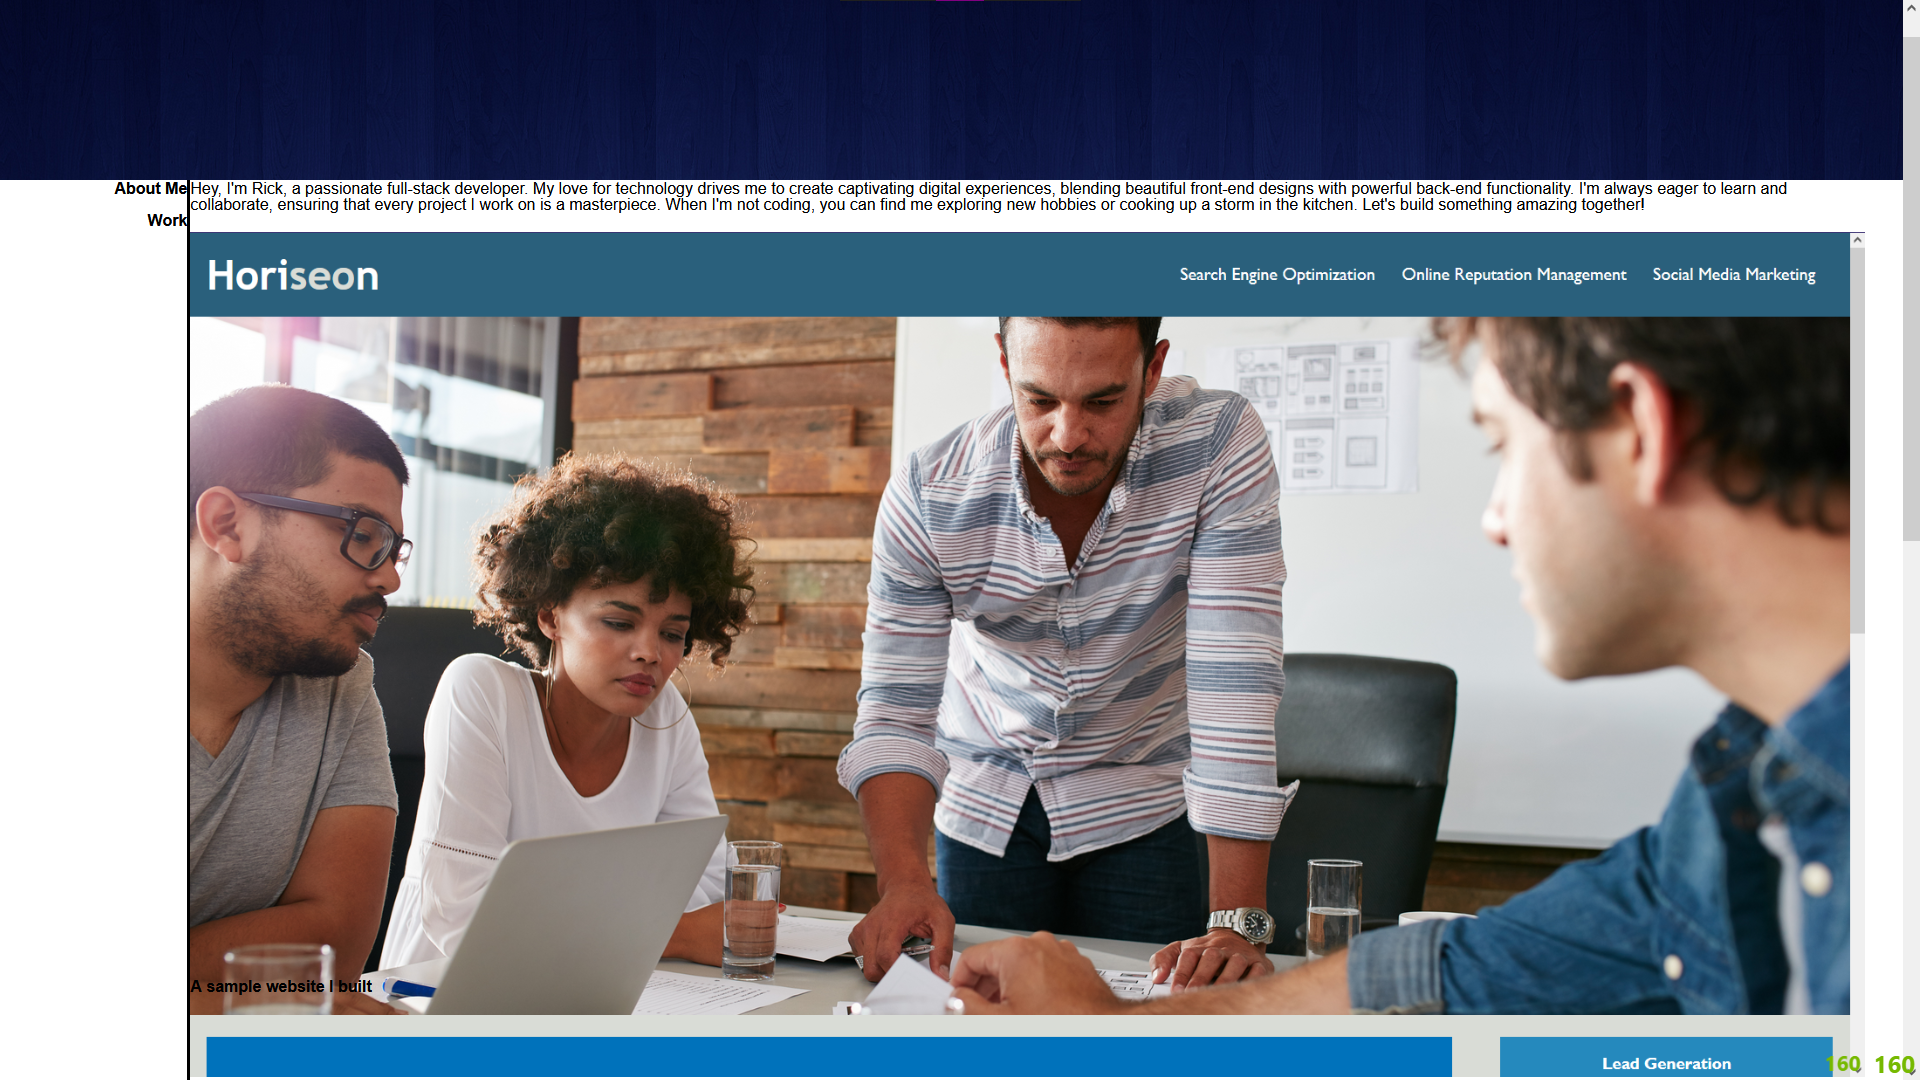 About Me
Hey, I'm Rick, a passionate full-stack developer. My love for technology drives me to create captivating digital experiences, blending beautiful front-end designs with powerful back-end functionality. I'm always eager to learn and
collaborate, ensuring that every project I work on is a masterpiece. When I'm not coding, you can find me exploring new hobbies or cooking up a storm in the kitchen. Let's build something amazing together!
Work
Horiseon
Search Engine Optimization
Online Reputation Management
Social Media Marketing
A sample website I built
Lead Generation
160
160